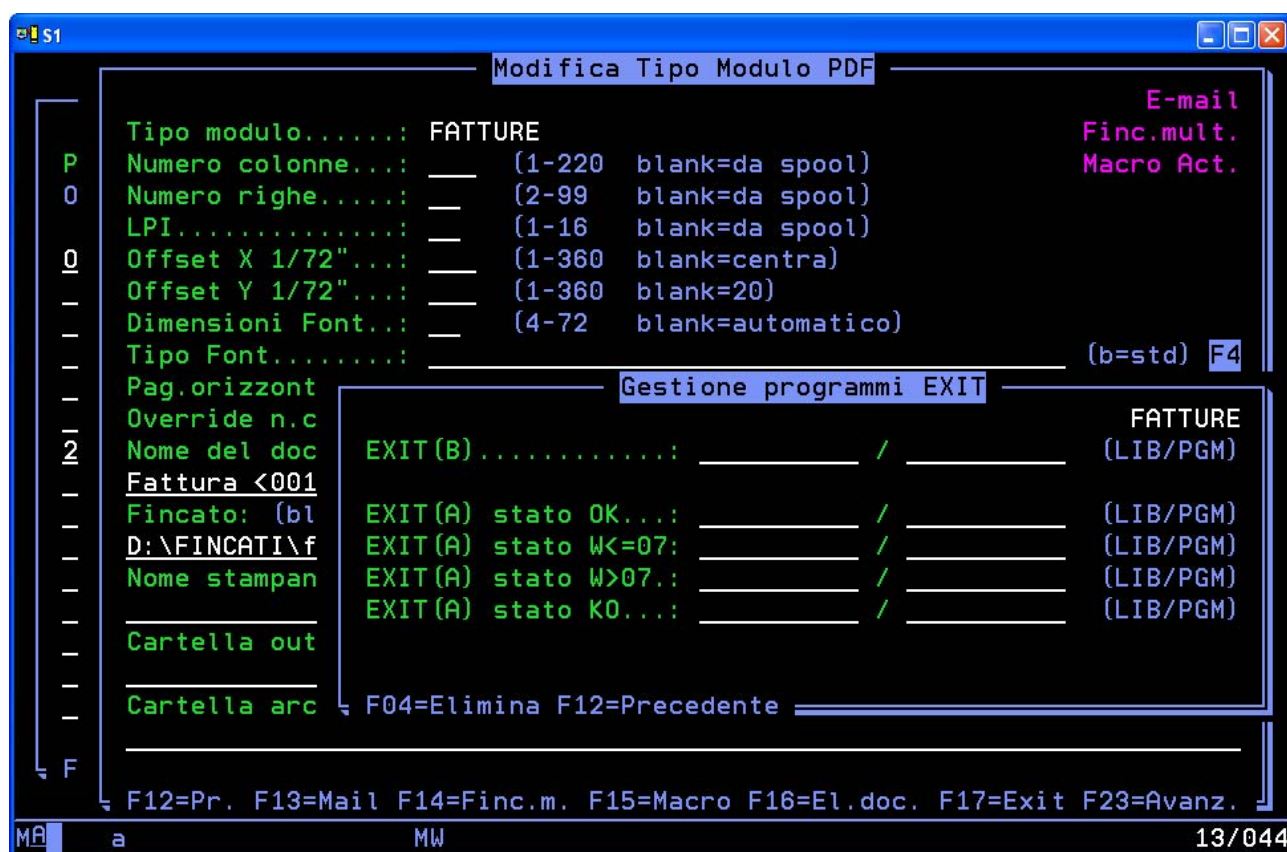 S1
Modifica Tipo Modulo PDF
E-mail
Tipo modulo......: FATTURE Finc.mult.
P Numero colonne...: (1-220 blank=da spool) Macro Act.
O Numero righe.....: (2-99 blank=da spool)
LPI..............: (1-16 blank=da spool)
0 Offset X 1/72"...: (1-360 blank=centra)
Offset Y 1/72"...: (1-360 blank=20)
Dimensioni Font..: (4-72 blank=automatico)
Tipo Font........: (b=std) F4
Pag.orizzont Gestione programmi EXIT
Override n.c FATTURE
2 Nome del doc EXIT(B)............: / (LIB/PGM)
Fattura <001
Fincato: (bl EXIT(A) stato OK...: / (LIB/PGM)
D:\FINCATI\f EXIT(A) stato W<=07: / (LIB/PGM)
Nome stampan EXIT(A) stato W>07.: / (LIB/PGM)
EXIT(A) stato KO...: / (LIB/PGM)
Cartella out
Cartella arc F04=Elimina F12=Precedente
F
F12=Pr. F13=Mail F14=Finc.m. F15=Macro F16=El.doc. F17=Exit F23=Avanz.
MA a MW 13/044